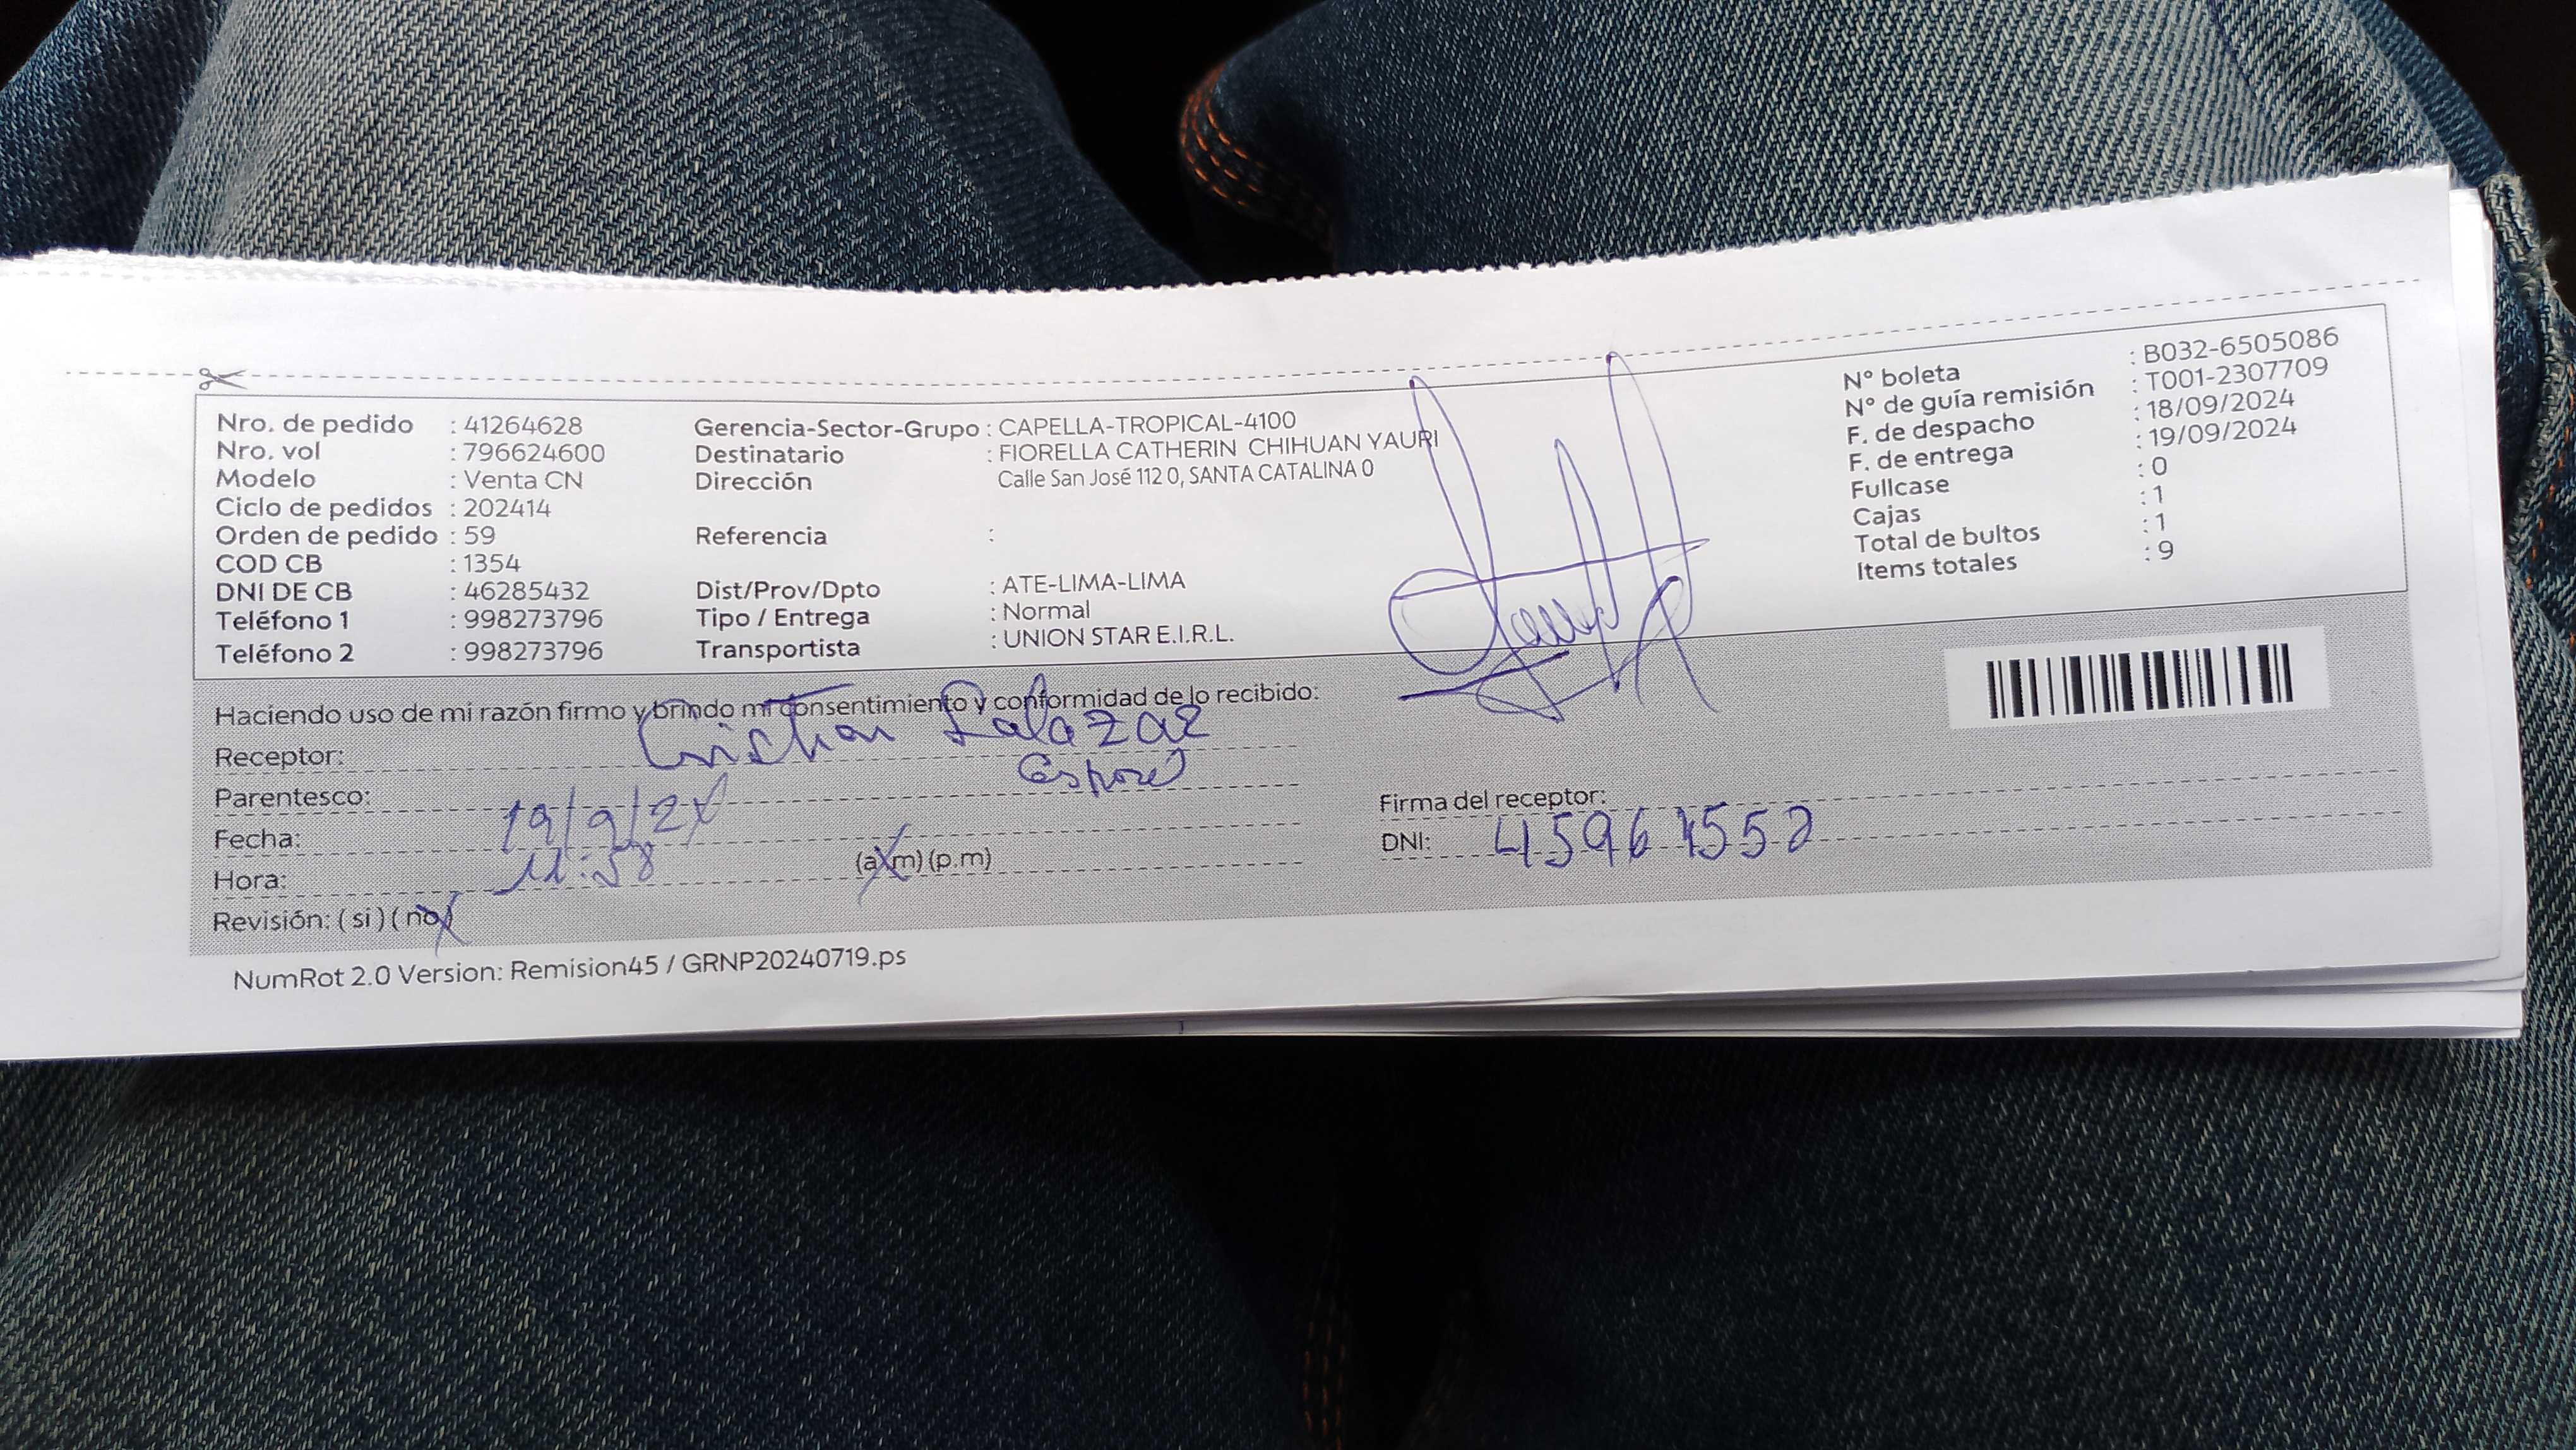 Nro. de pedido : 41264628
Nro. vol : 796624600
Modelo : Venta CN
Ciclo de pedidos : 202414
Orden de pedido : 59
COD CB : 1354
DNI DE CB : 46285432
Teléfono 1 : 998273796
Teléfono 2 : 998273796
Gerencia-Sector-Grupo : CAPELLA-TROPICAL-4100
Destinatario : FIORELLA CATHERIN CHIHUAN YAURI
Dirección Calle San José 112 0, SANTA CATALINA 0
Referencia :
Dist/Prov/Dpto : ATE-LIMA-LIMA
Tipo / Entrega : Normal
Transportista : UNION STAR E.I.R.L.
N° boleta : B032-6505086
N° de guía remisión : T001-2307709
F. de despacho : 18/09/2024
F. de entrega : 19/09/2024
Fullcase : 0
Cajas : 1
Total de bultos : 1
Items totales : 9
Haciendo uso de mi razón firmo y brindo mi consentimiento y conformidad de lo recibido:
Receptor: Cristian Salazar
Parentesco: Esposo
Fecha: 19/9/24
Hora: 11:58 (a.m) (p.m)
Revisión: (si) (no)
Firma del receptor:
DNI:
NumRot 2.0 Version: Remision45 / GRNP20240719.ps